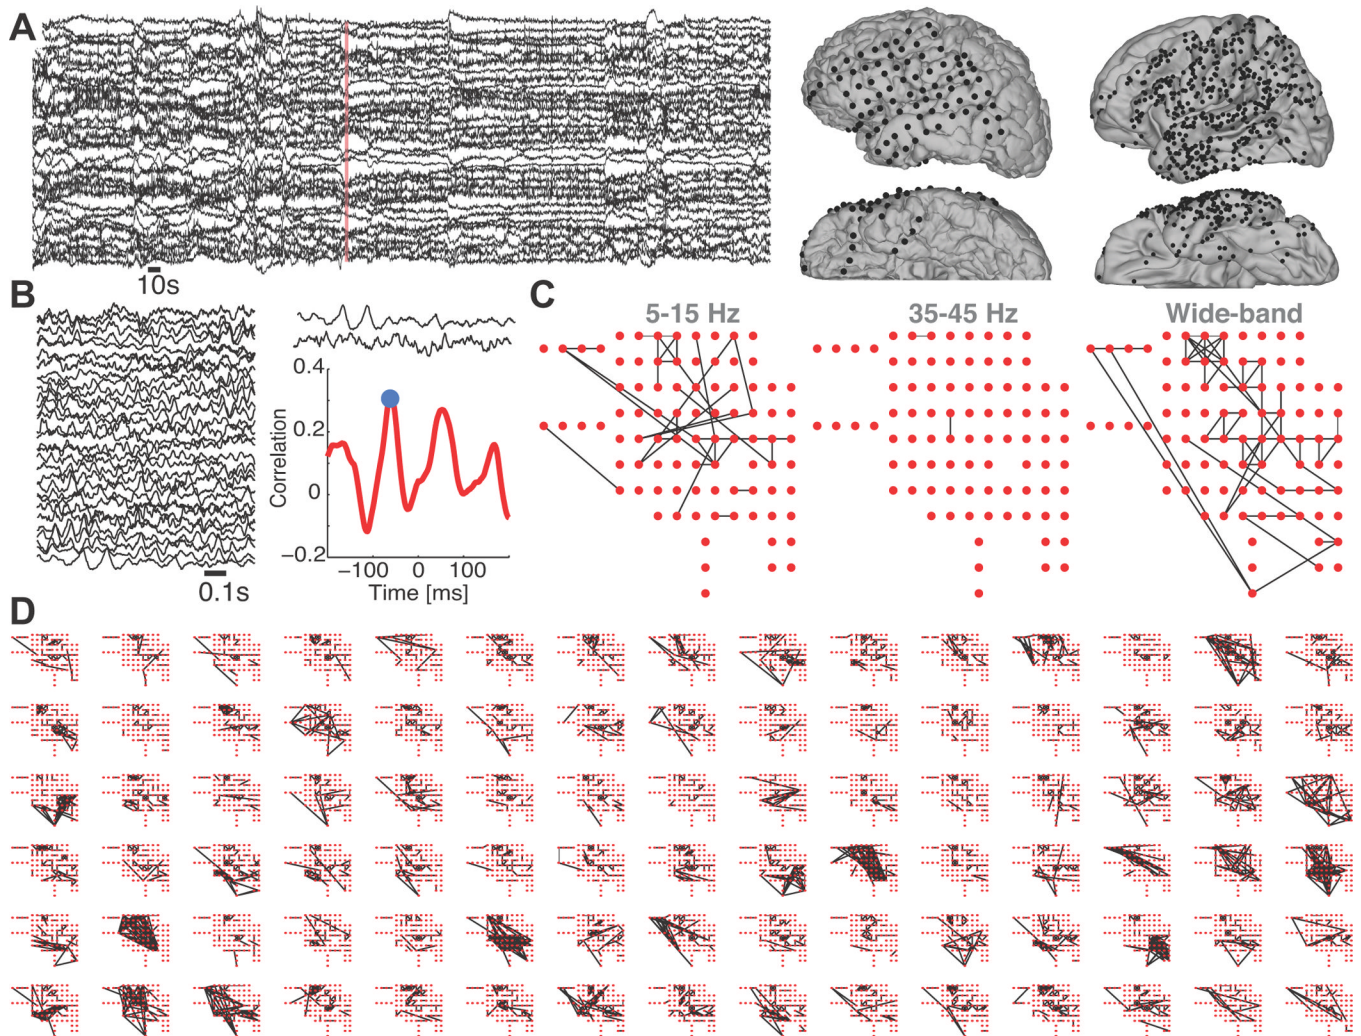 A
10s
B
0.1s
0.4
0.2
0
−0.2
Correlation
−100 0 100
Time [ms]
C
5-15 Hz 35-45 Hz Wide-band
D